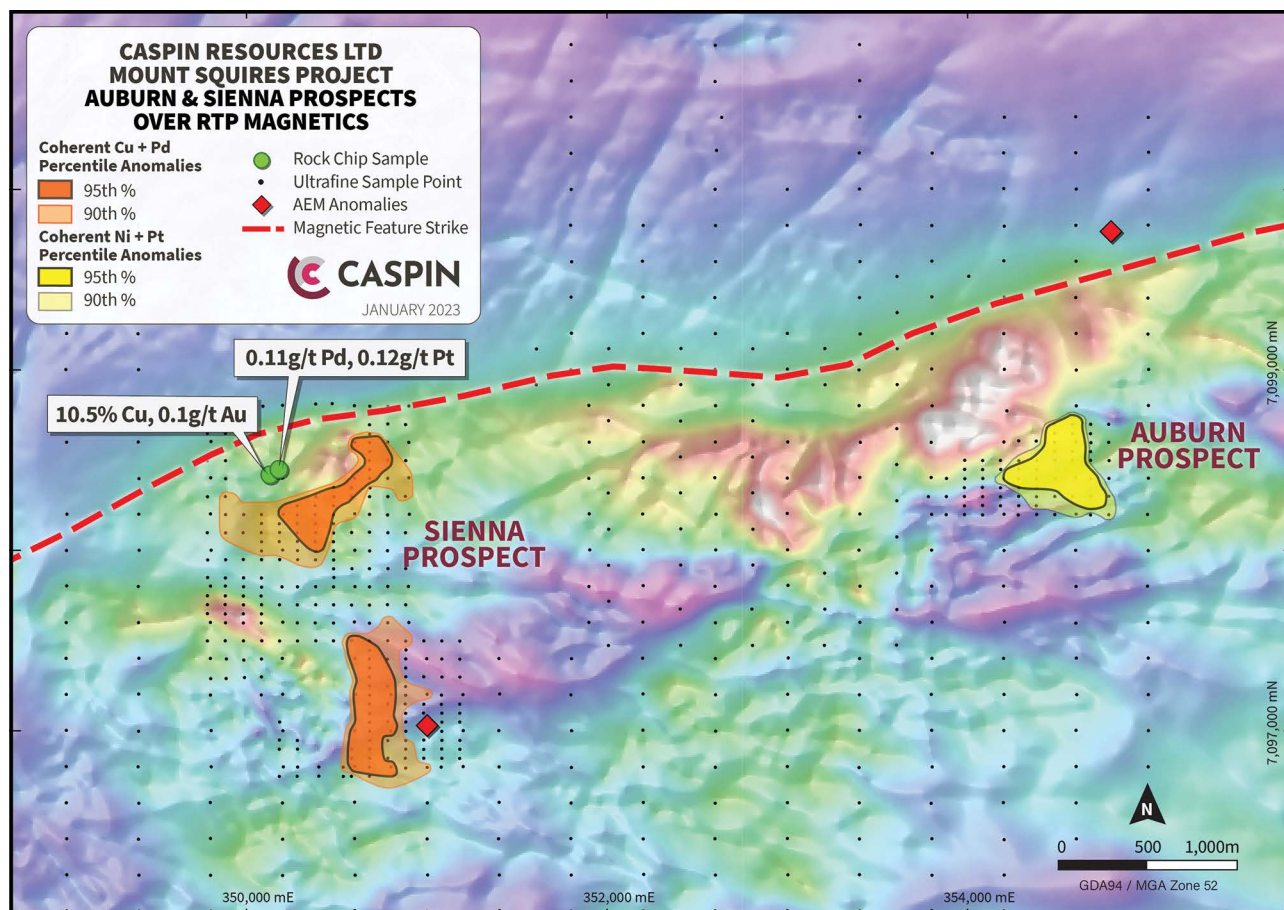 CASPIN RESOURCES LTD
MOUNT SQUIRES PROJECT
AUBURN & SIENNA PROSPECTS
OVER RTP MAGNETICS
Coherent Cu + Pd
Percentile Anomalies
95th %
90th %
Coherent Ni + Pt
Percentile Anomalies
95th %
90th %
Rock Chip Sample
Ultrafine Sample Point
AEM Anomalies
Magnetic Feature Strike
CASPIN
JANUARY 2023
0.11g/t Pd, 0.12g/t Pt
10.5% Cu, 0.1g/t Au
7,099,000 mN
AUBURN
PROSPECT
SIENNA
PROSPECT
7,097,000 mN
N
0 500 1,000m
GDA94 / MGA Zone 52
350,000 mE
352,000 mE
354,000 mE